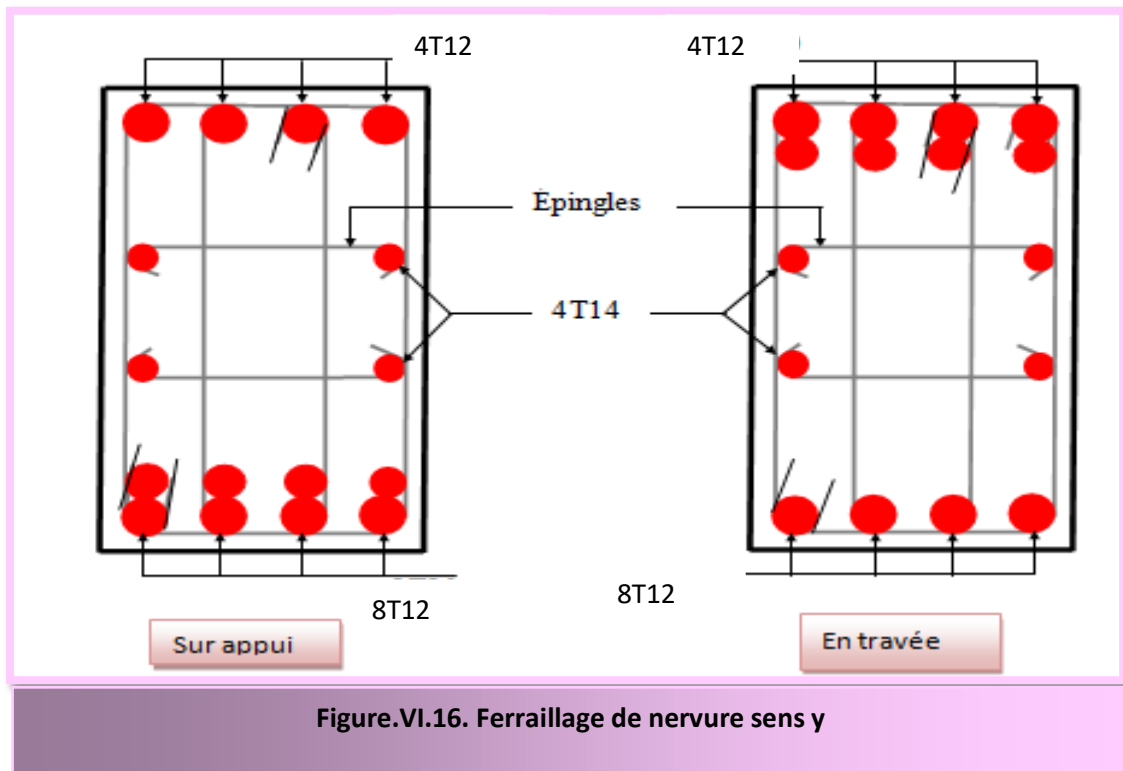 4T12
4T12
Épingles
4T14
8T12
8T12
Sur appui
En travée
Figure.VI.16. Ferraillage de nervure sens y